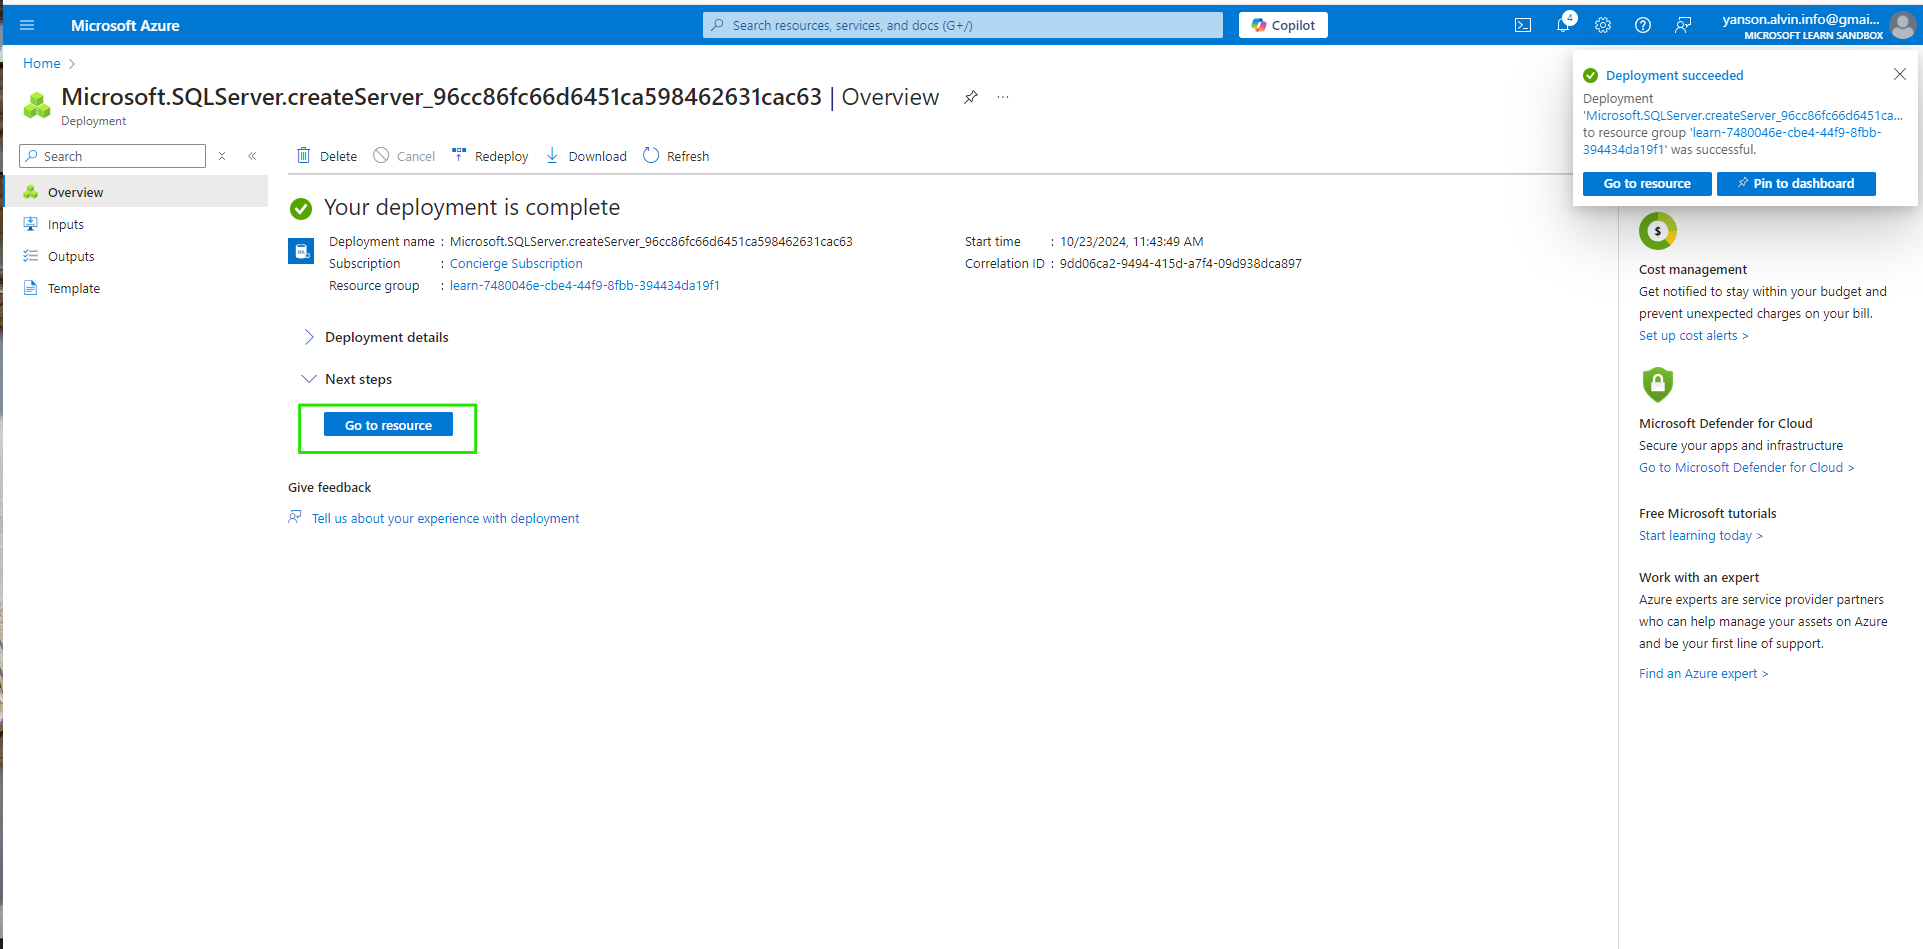 Microsoft Azure
Search resources, services, and docs (G+/)
Copilot
4
yanson.alvin.info@gmai...
MICROSOFT LEARN SANDBOX
Home
Microsoft.SQLServer.createServer_96cc86fc66d6451ca598462631cac63 | Overview
Deployment
Search
Delete
Cancel
Redeploy
Download
Refresh
Overview
Inputs
Outputs
Template
Your deployment is complete
Deployment name : Microsoft.SQLServer.createServer_96cc86fc66d6451ca598462631cac63
Subscription : Concierge Subscription
Resource group : learn-7480046e-cbe4-44f9-8fbb-394434da19f1
Start time : 10/23/2024, 11:43:49 AM
Correlation ID : 9dd06ca2-9494-415d-a7f4-09d938dca897
Deployment details
Next steps
Go to resource
Give feedback
Tell us about your experience with deployment
Deployment succeeded
Deployment
'Microsoft.SQLServer.createServer_96cc86fc66d6451ca...
to resource group 'learn-7480046e-cbe4-44f9-8fbb-
394434da19f1' was successful.
Go to resource
Pin to dashboard
$
Cost management
Get notified to stay within your budget and
prevent unexpected charges on your bill.
Set up cost alerts >
Microsoft Defender for Cloud
Secure your apps and infrastructure
Go to Microsoft Defender for Cloud >
Free Microsoft tutorials
Start learning today >
Work with an expert
Azure experts are service provider partners
who can help manage your assets on Azure
and be your first line of support.
Find an Azure expert >